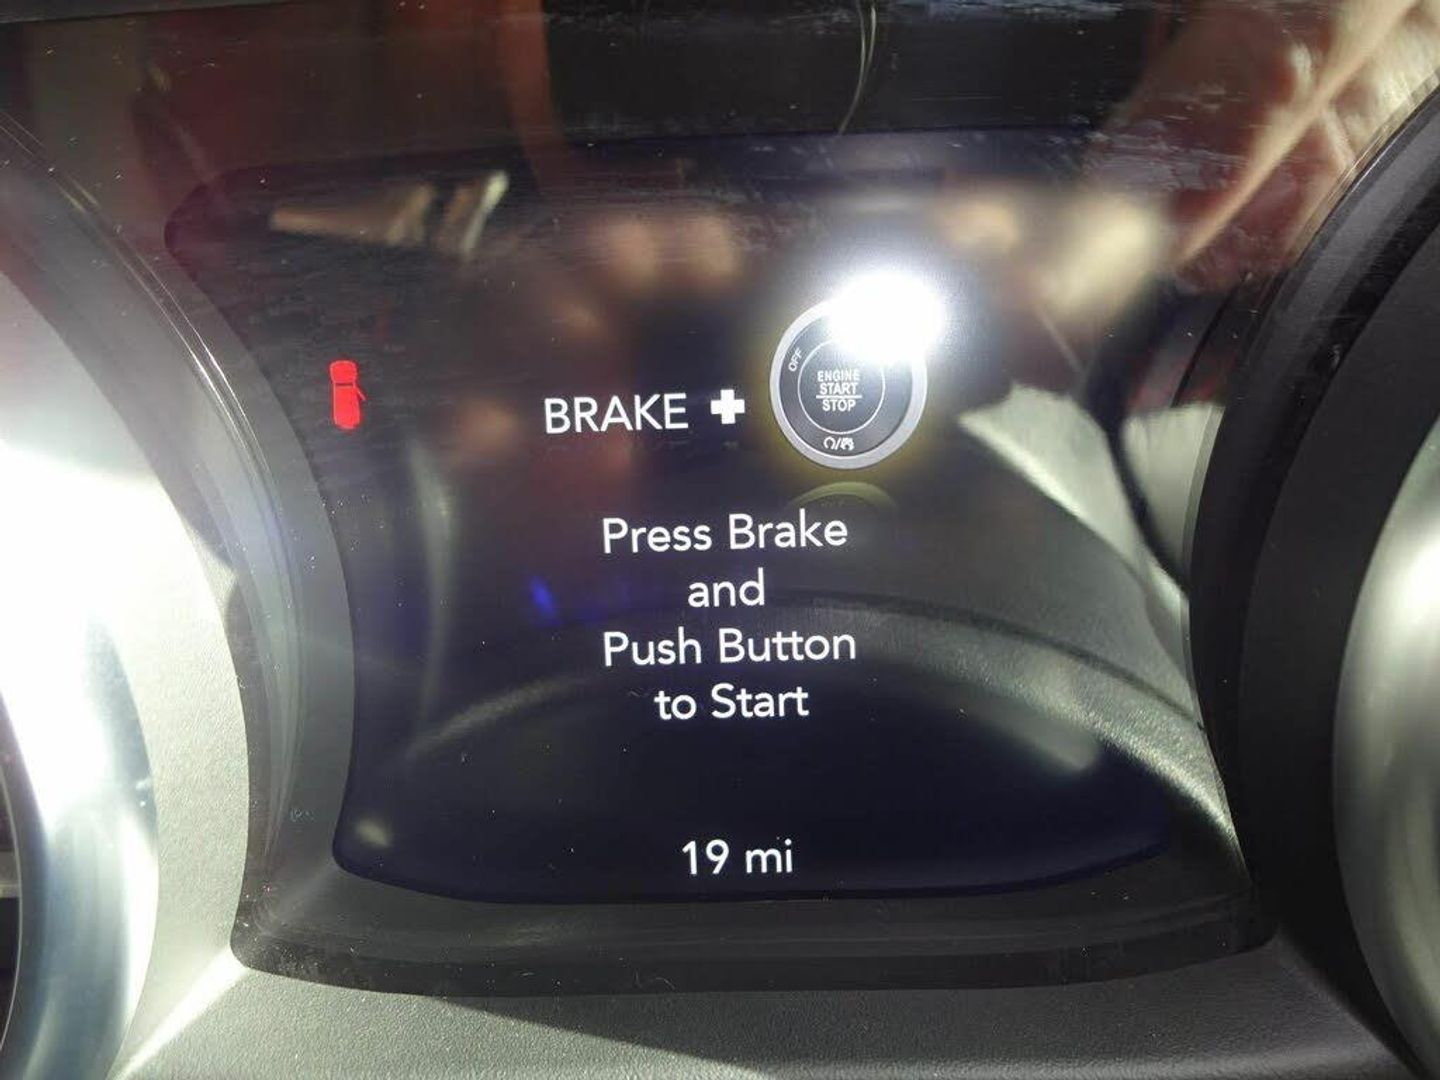 BRAKE +
OFF
ENGINE
START
STOP
Press Brake
and
Push Button
to Start
19 mi